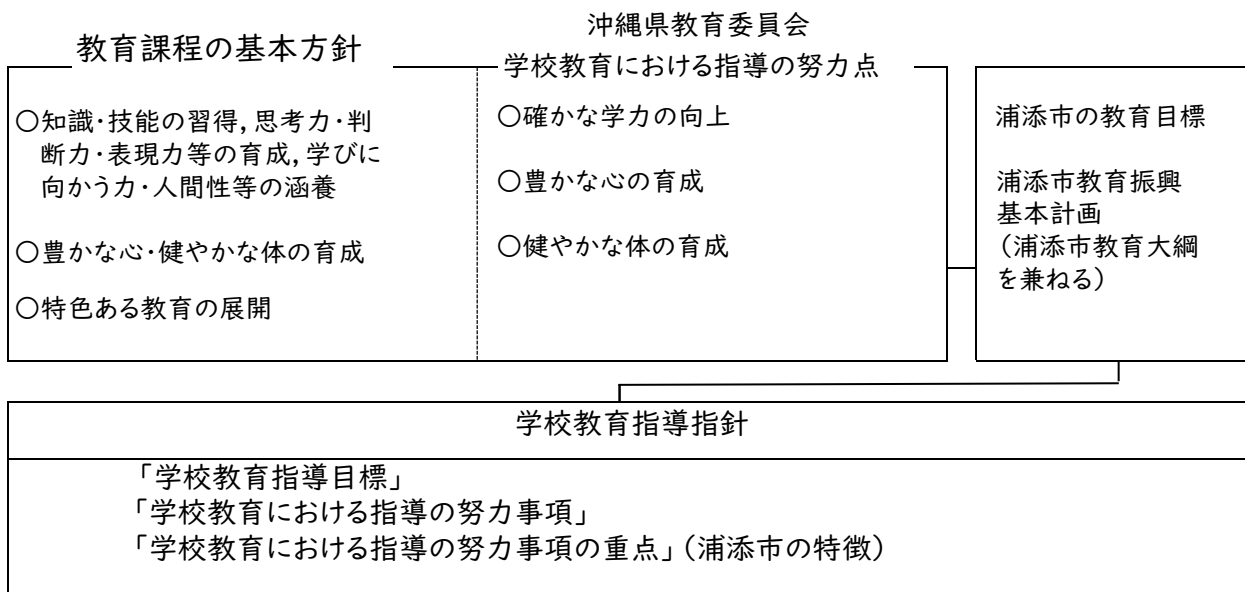 教育課程の基本方針
○知識・技能の習得,思考力・判
断力・表現力等の育成,学びに
向かう力・人間性等の涵養
○豊かな心・健やかな体の育成
○特色ある教育の展開
沖縄県教育委員会
学校教育における指導の努力点
○確かな学力の向上
○豊かな心の育成
○健やかな体の育成
浦添市の教育目標
浦添市教育振興
基本計画
（浦添市教育大綱
を兼ねる）
学校教育指導指針
「学校教育指導目標」
「学校教育における指導の努力事項」
「学校教育における指導の努力事項の重点」（浦添市の特徴）